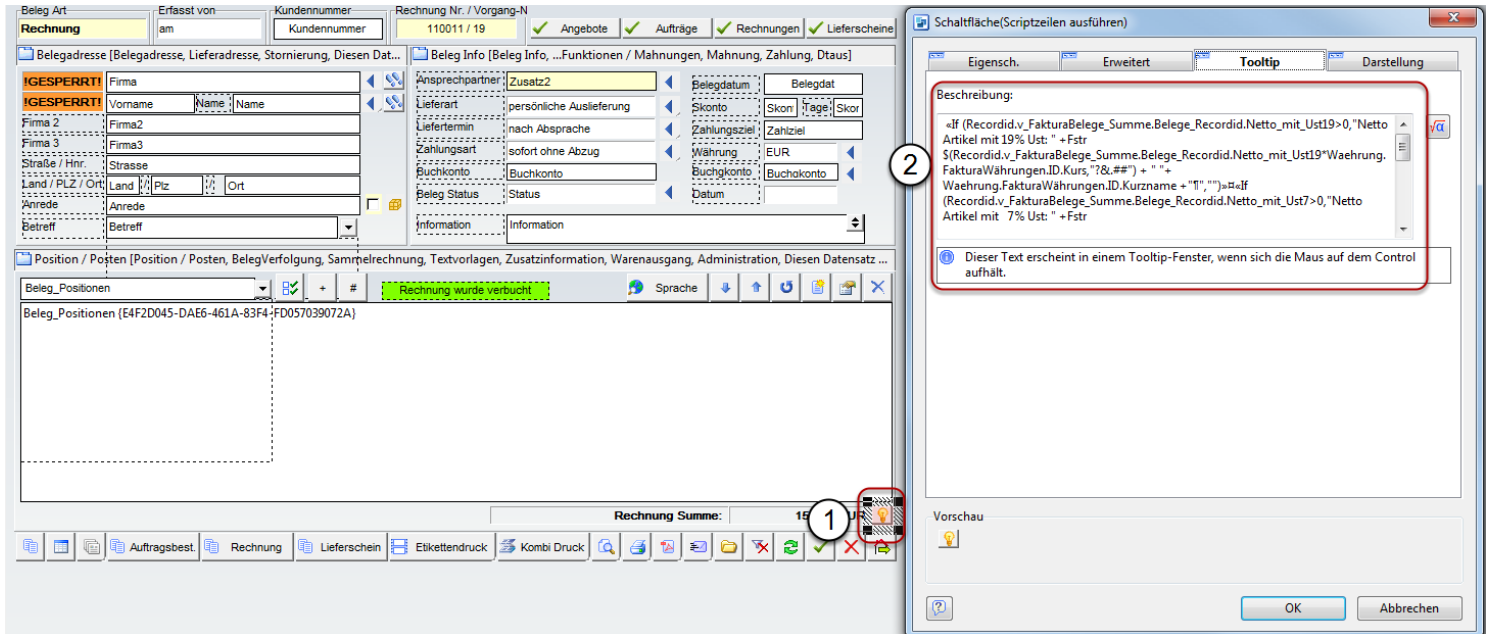 Beleg Art
Erfasst von
Kundennummer
Rechnung Nr. / Vorgang-N
Rechnung
am
Kundennummer
110011 / 19
Angebote
Aufträge
Rechnungen
Lieferscheine
Belegadresse [Belegadresse, Lieferadresse, Stornierung, Diesen Dat...
Beleg Info [Beleg Info, ...Funktionen / Mahnungen, Mahnung, Zahlung, Dtaus]
!GESPERRT!
Firma
!GESPERRT!
Vorname
Name
Name
Firma 2
Firma2
Firma 3
Firma3
Straße / Hnr.
Strasse
Land / PLZ / Ort
Land
/
Plz
/
Ort
Anrede
Anrede
Betreff
Betreff
Ansprechpartner
Zusatz2
Lieferart
persönliche Auslieferung
Liefertermin
nach Absprache
Zahlungsart
sofort ohne Abzug
Buchkonto
Buchkonto
Beleg Status
Status
Information
Information
Belegdatum
Belegdat
Skonto
Skon
Tage
Skor
Zahlungsziel
Zahlziel
Währung
EUR
Buchgkonto
Buchgkonto
Datum
Position / Posten [Position / Posten, BelegVerfolgung, Sammelrechnung, Textvorlagen, Zusatzinformation, Warenausgang, Administration, Diesen Datensatz ...
Beleg_Positionen
+
#
Rechnung wurde verbucht
Sprache
Beleg_Positionen {E4F2D045-DAE6-461A-83F4-FD057039072A}
Rechnung Summe:
15
UR
1
Auftragsbest.
Rechnung
Lieferschein
Etikettendruck
Kombi Druck
Schaltfläche(Scriptzeilen ausführen)
Eigensch.
Erweitert
Tooltip
Darstellung
Beschreibung:
«If (Recordid.v_FakturaBelege_Summe.Belege_Recordid.Netto_mit_Ust19>0,"Netto
Artikel mit 19% Ust: " +Fstr
$(Recordid.v_FakturaBelege_Summe.Belege_Recordid.Netto_mit_Ust19*Waehrung.
FakturaWährungen.ID.Kurs,"?&.##") + " "+
Waehrung.FakturaWährungen.ID.Kurzname +"¶","")»¤«If
(Recordid.v_FakturaBelege_Summe.Belege_Recordid.Netto_mit_Ust7>0,"Netto
Artikel mit 7% Ust: " +Fstr
√α
2
Dieser Text erscheint in einem Tooltip-Fenster, wenn sich die Maus auf dem Control
aufhält.
Vorschau
OK
Abbrechen